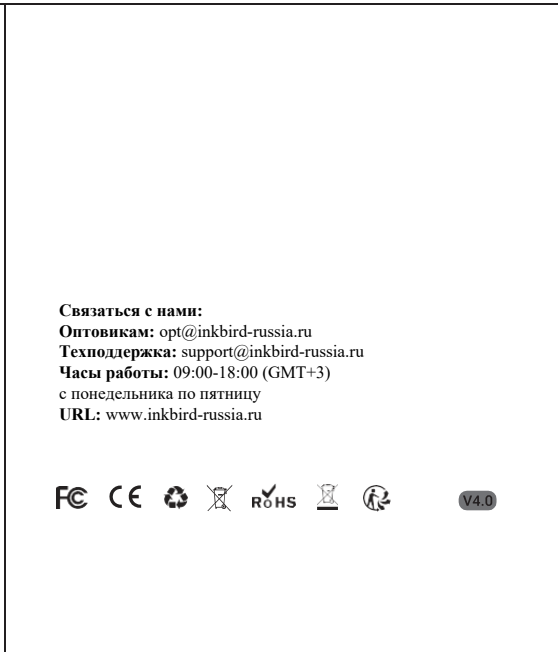 Связаться с нами:
Оптовикам: opt@inkbird-russia.ru
Техподдержка: support@inkbird-russia.ru
Часы работы: 09:00-18:00 (GMT+3)
с понедельника по пятницу
URL: www.inkbird-russia.ru
FC CE RoHS V4.0